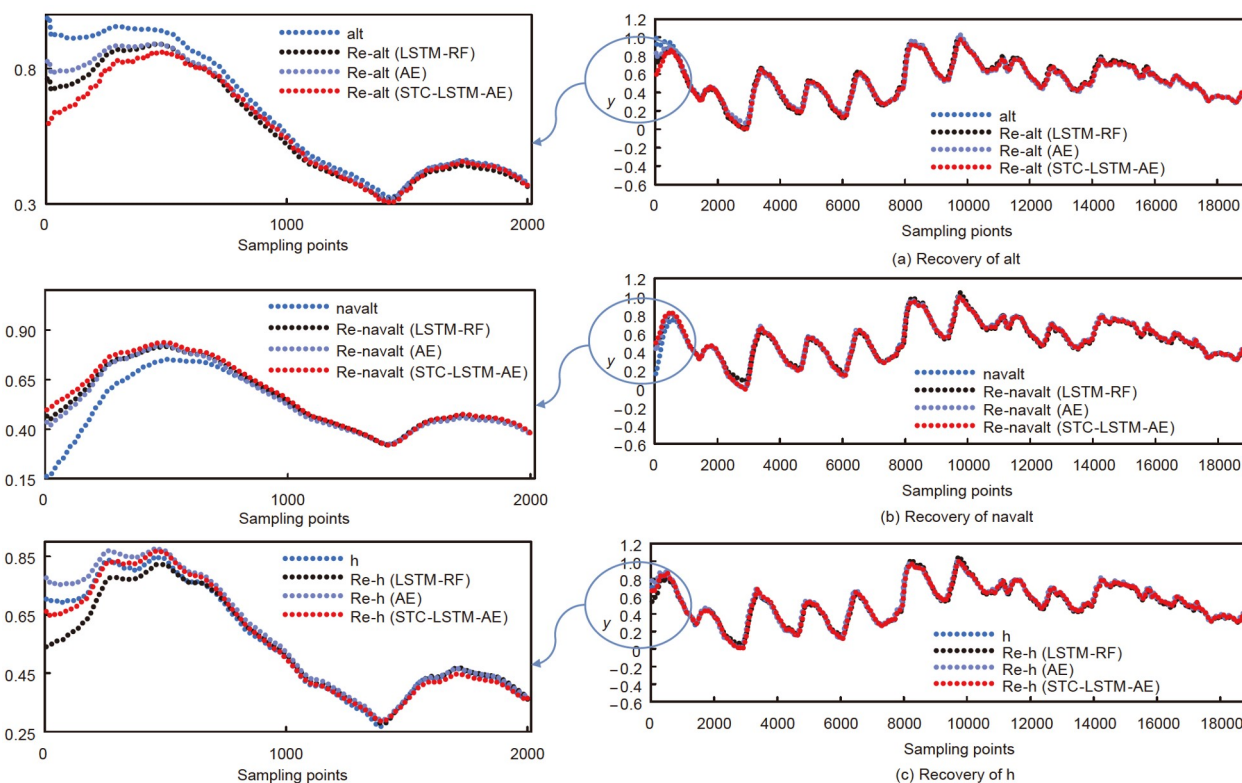 0.8
0.3
0
1000
2000
Sampling points
alt
Re-alt (LSTM-RF)
Re-alt (AE)
Re-alt (STC-LSTM-AE)
y
1.2
1.0
0.8
0.6
0.4
0.2
0
−0.2
−0.4
−0.6
alt
Re-alt (LSTM-RF)
Re-alt (AE)
Re-alt (STC-LSTM-AE)
0 2000 4000 6000 8000 10000 12000 14000 16000 18000
Sampling pionts
(a) Recovery of alt
0.90
0.65
0.40
0.15
0
1000
2000
Sampling points
navalt
Re-navalt (LSTM-RF)
Re-navalt (AE)
Re-navalt (STC-LSTM-AE)
y
1.2
1.0
0.8
0.6
0.4
0.2
0
−0.2
−0.4
−0.6
navalt
Re-navalt (LSTM-RF)
Re-navalt (AE)
Re-navalt (STC-LSTM-AE)
0 2000 4000 6000 8000 10000 12000 14000 16000 18000
Sampling points
(b) Recovery of navalt
0.85
0.65
0.45
0.25
0
1000
2000
Sampling points
h
Re-h (LSTM-RF)
Re-h (AE)
Re-h (STC-LSTM-AE)
y
1.2
1.0
0.8
0.6
0.4
0.2
0
−0.2
−0.4
−0.6
h
Re-h (LSTM-RF)
Re-h (AE)
Re-h (STC-LSTM-AE)
0 2000 4000 6000 8000 10000 12000 14000 16000 18000
Sampling points
(c) Recovery of h